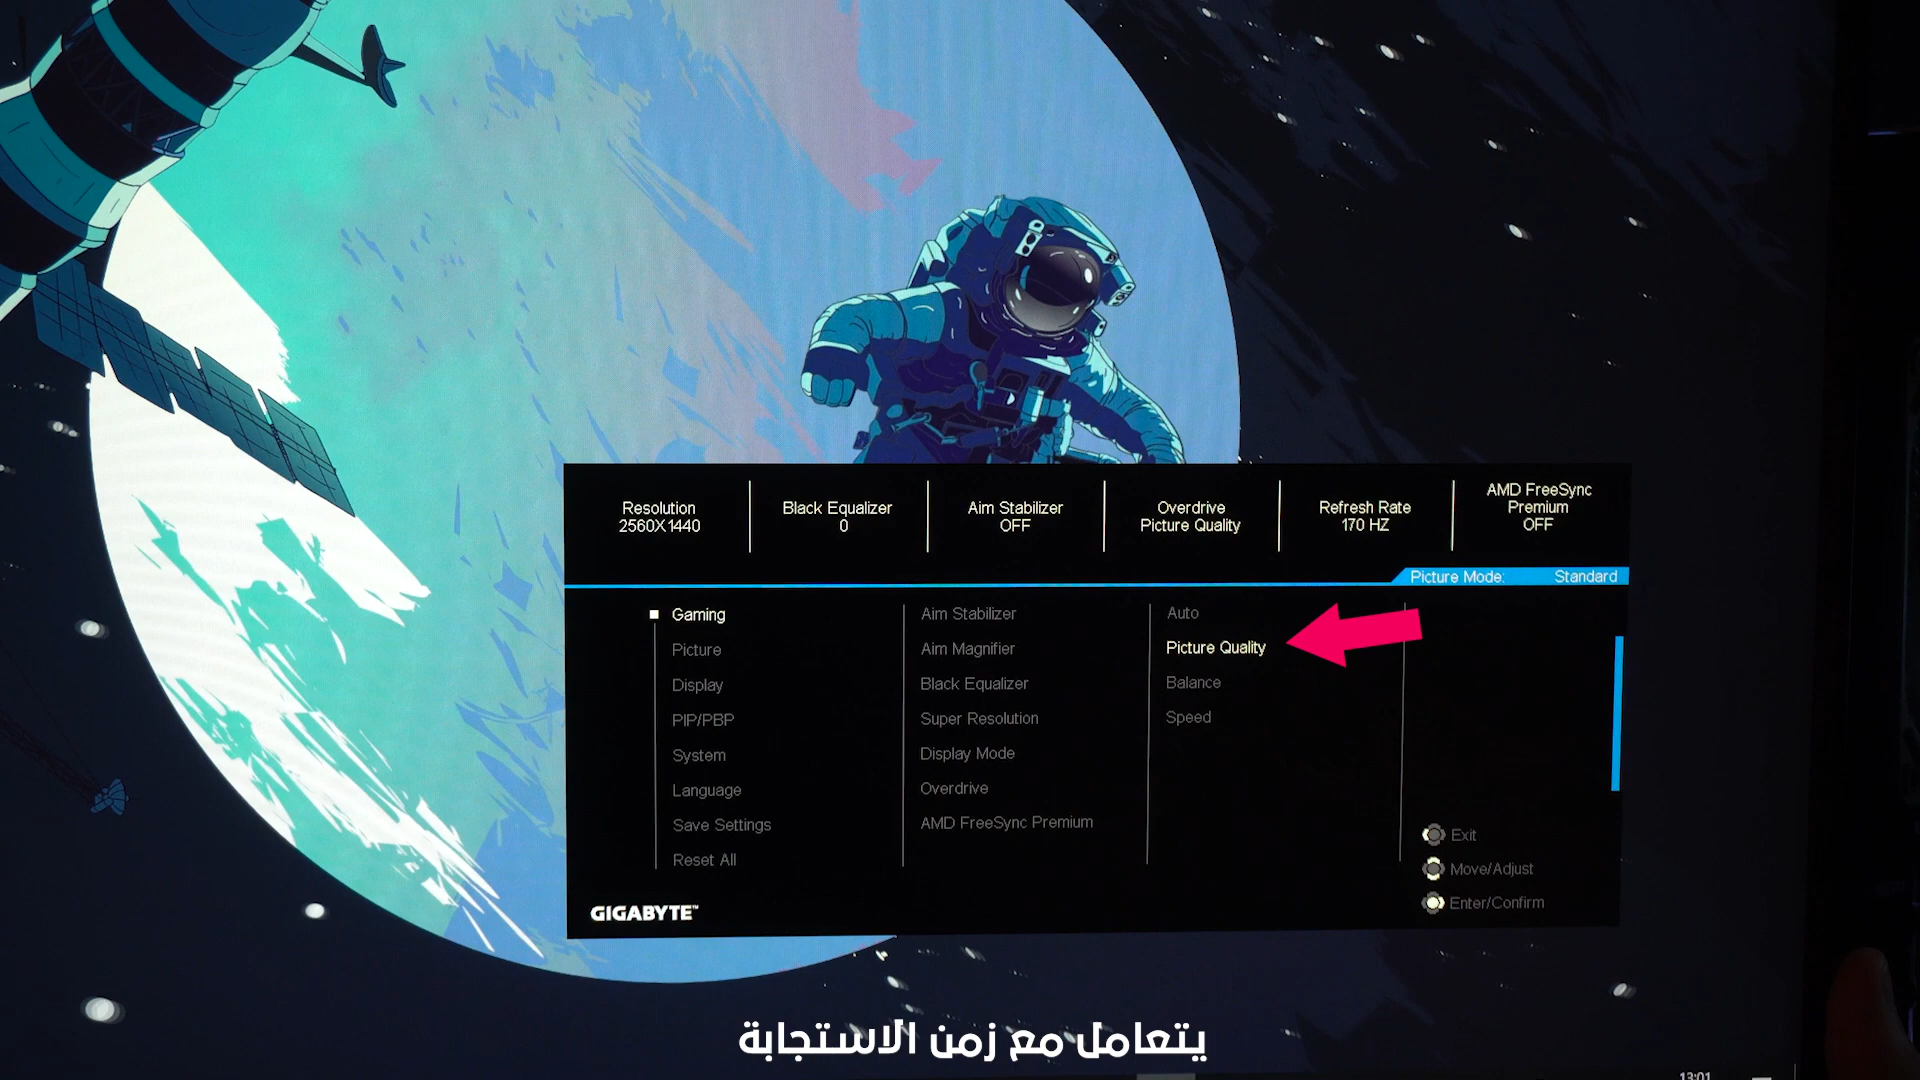 Resolution
2560X1440
Black Equalizer
0
Aim Stabilizer
OFF
Overdrive
Picture Quality
Refresh Rate
170 HZ
AMD FreeSync
Premium
OFF
Picture Mode: Standard
Gaming
Picture
Display
PIP/PBP
System
Language
Save Settings
Reset All
Aim Stabilizer
Aim Magnifier
Black Equalizer
Super Resolution
Display Mode
Overdrive
AMD FreeSync Premium
Auto
Picture Quality
Balance
Speed
Exit
Move/Adjust
Enter/Confirm
GIGABYTE™
يتعامل مع زمن الاستجابة
13:01